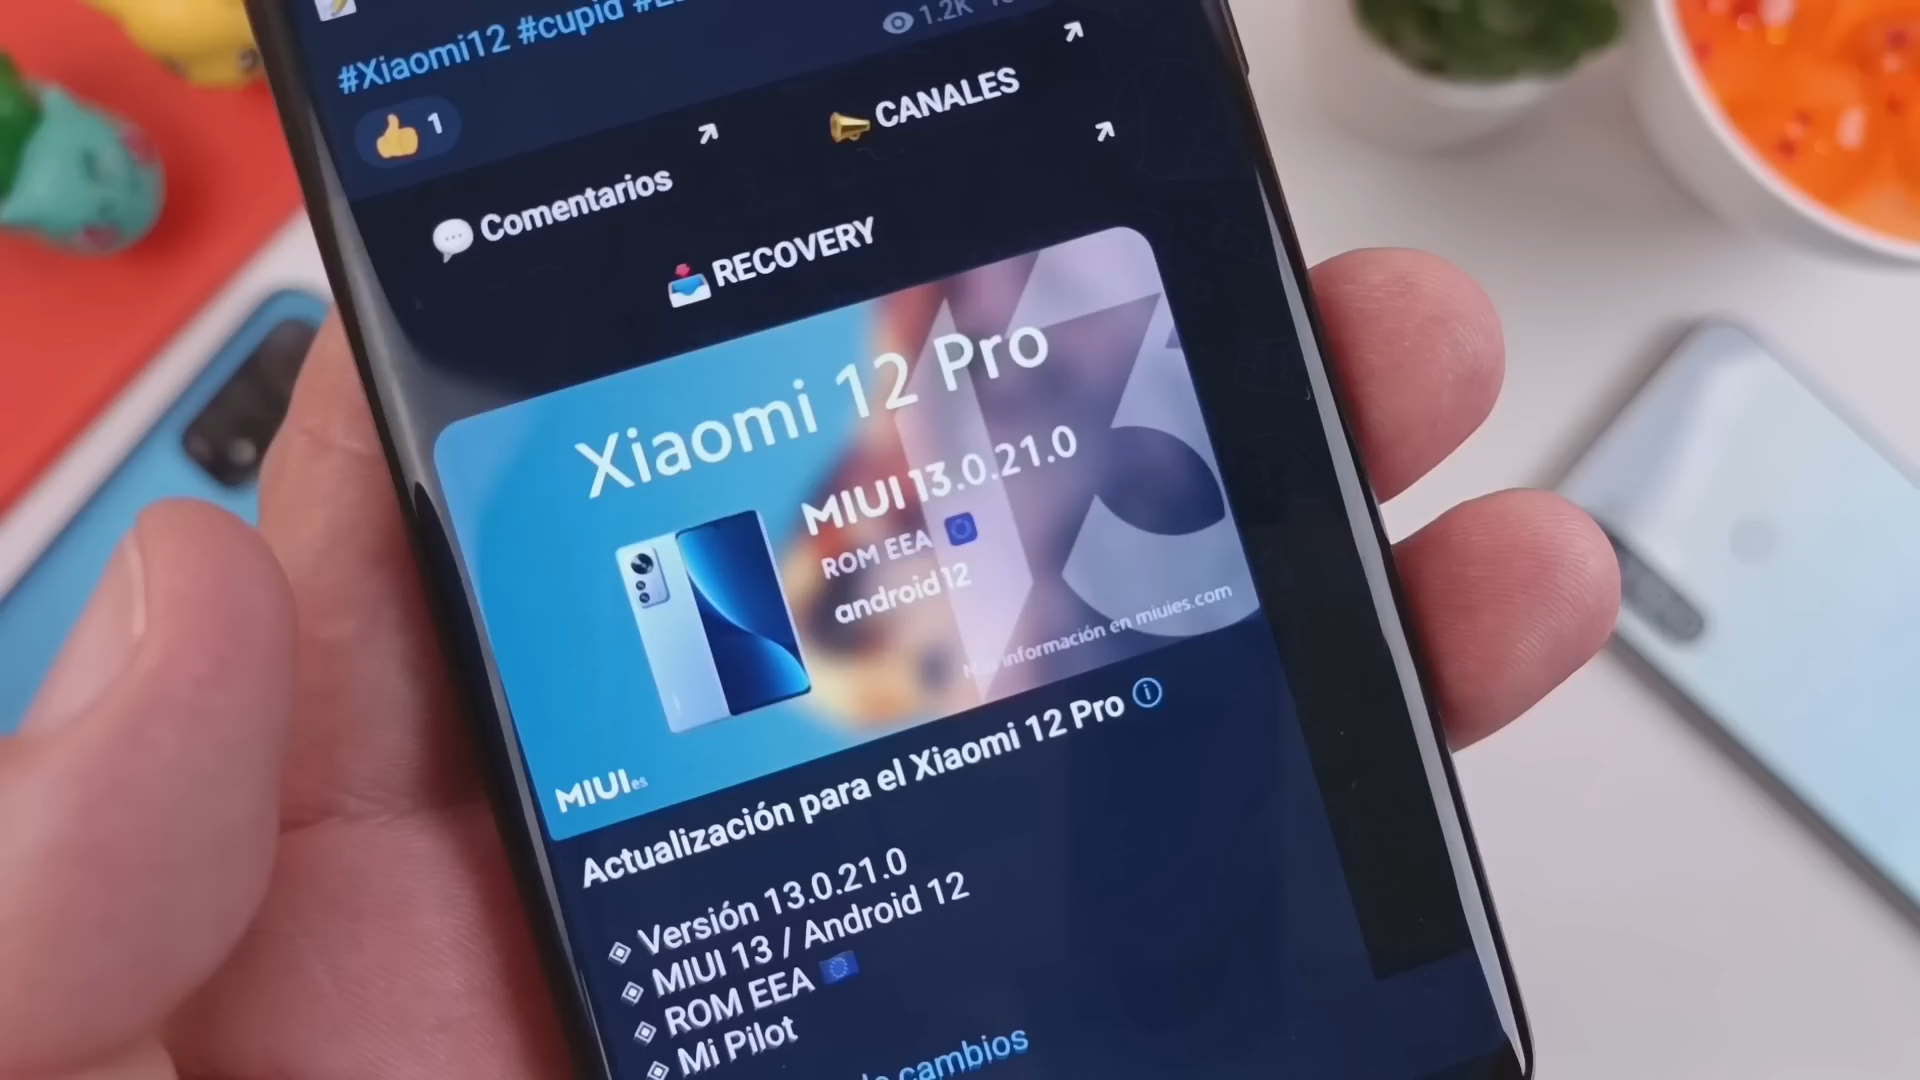 #Xiaomi12 #cupid
1.2K
1
CANALES
Comentarios
RECOVERY
Xiaomi 12 Pro
MIUI 13.0.21.0
ROM EEA
android 12
Más información en miuies.com
MIUIes
Actualización para el Xiaomi 12 Pro
Versión 13.0.21.0
MIUI 13 / Android 12
ROM EEA
Mi Pilot
cambios